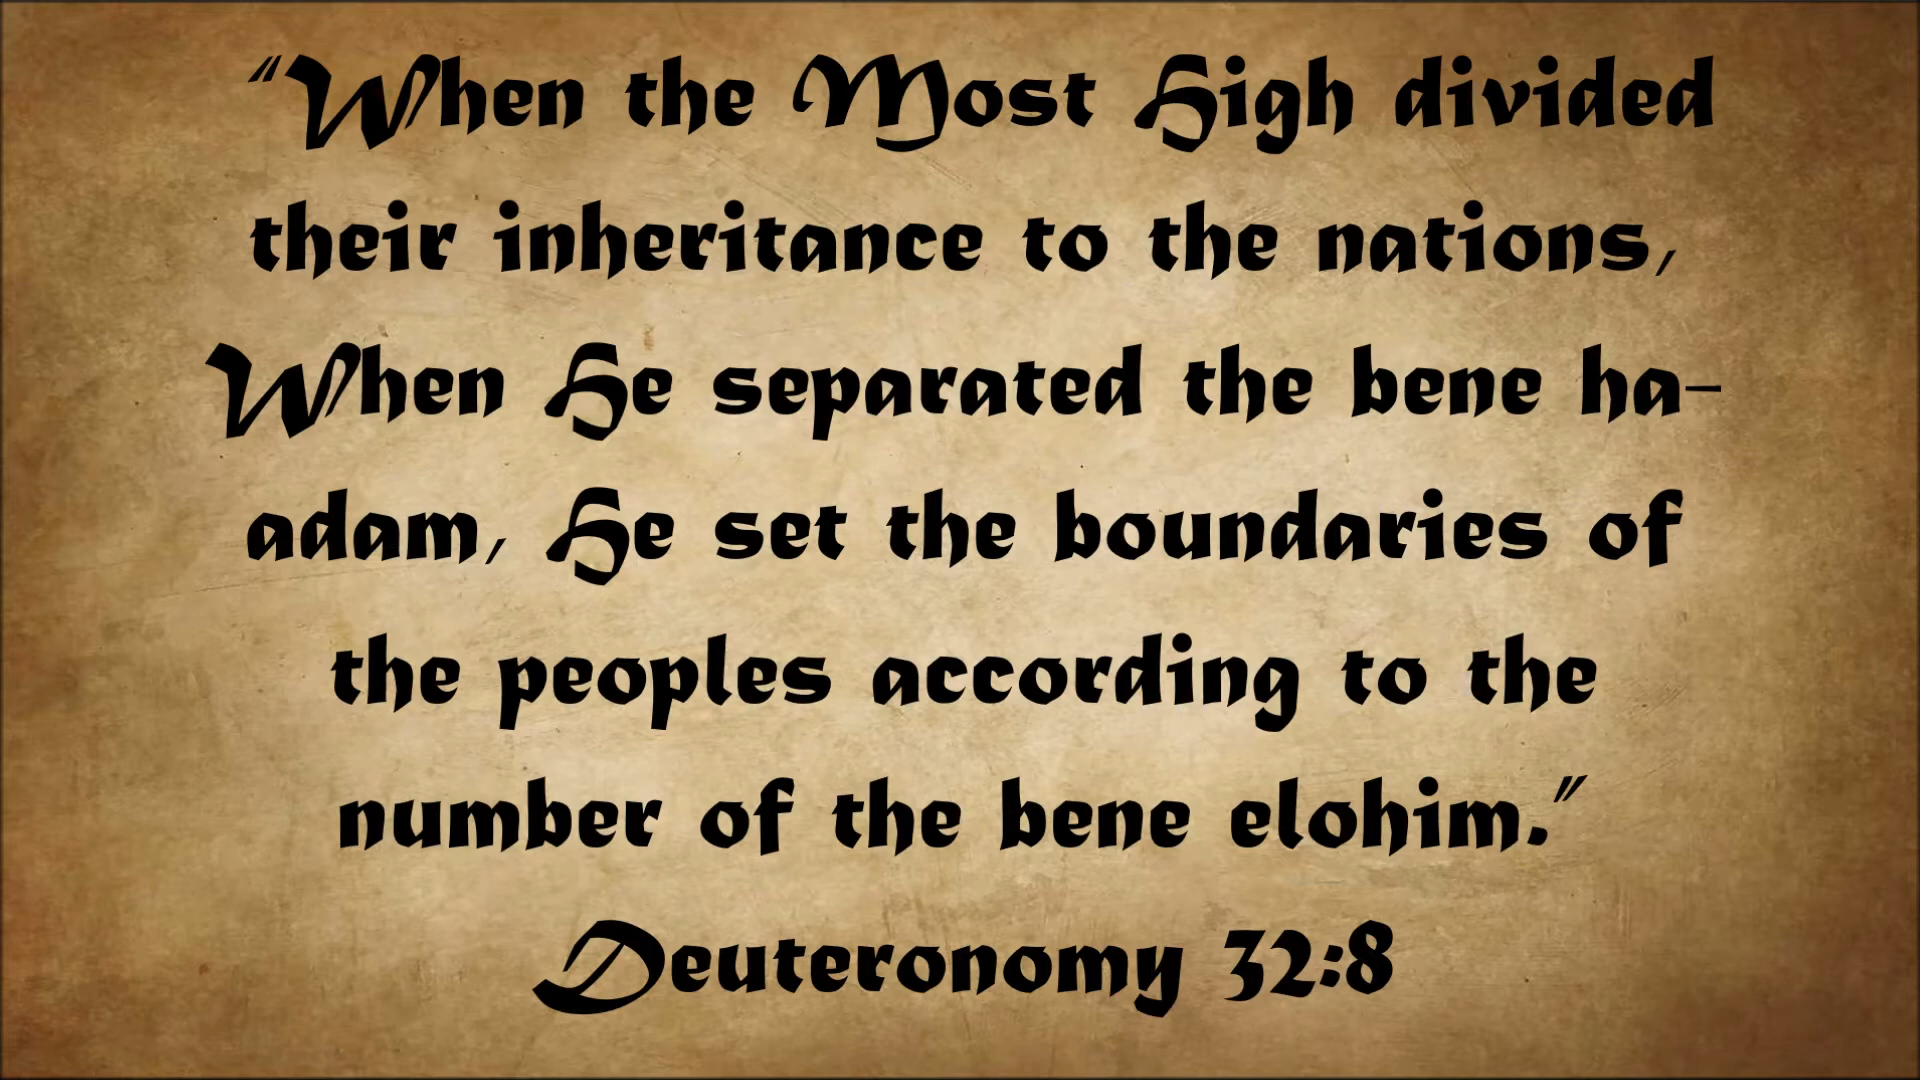 “When the Most High divided
their inheritance to the nations,
When He separated the bene ha-
adam, He set the boundaries of
the peoples according to the
number of the bene elohim.”
Deuteronomy 32:8